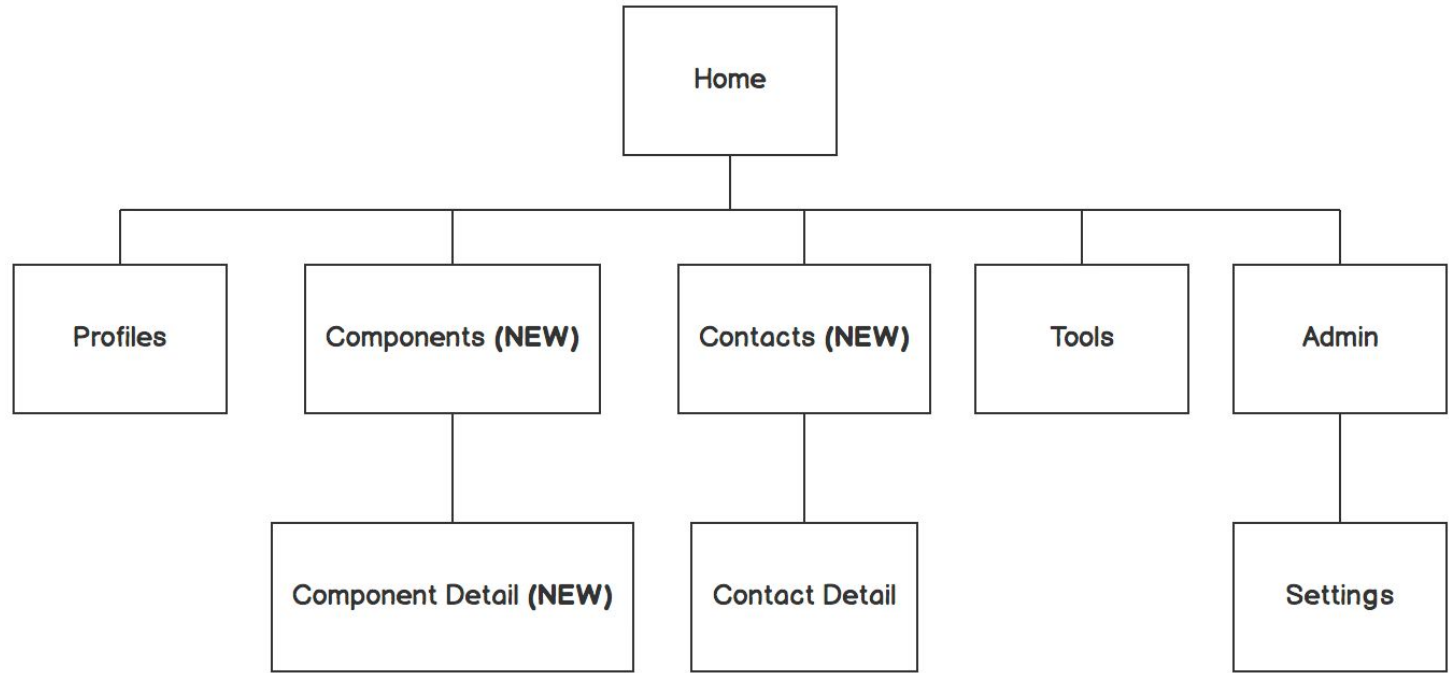 Home
Profiles
Components (NEW)
Contacts (NEW)
Tools
Admin
Component Detail (NEW)
Contact Detail
Settings